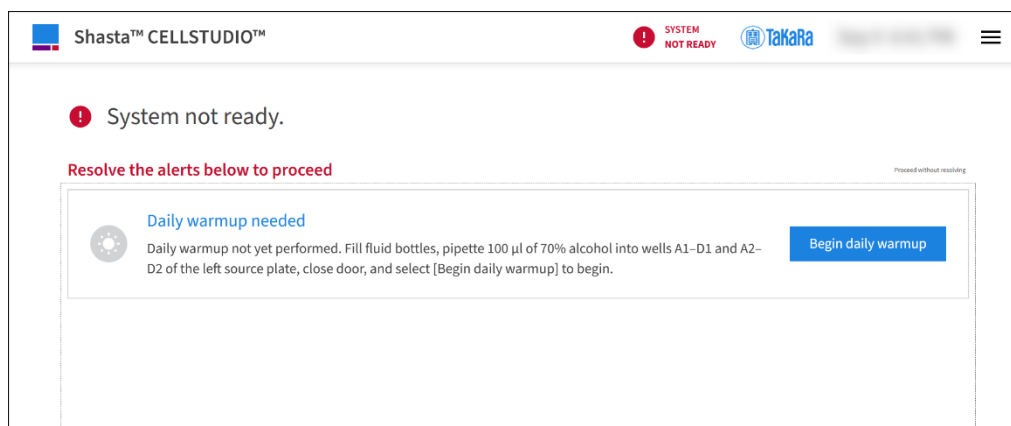 Shasta™ CELLSTUDIO™
SYSTEM
NOT READY
TaKaRa
System not ready.
Resolve the alerts below to proceed
Proceed without resolving
Daily warmup needed
Daily warmup not yet performed. Fill fluid bottles, pipette 100 µl of 70% alcohol into wells A1–D1 and A2–
D2 of the left source plate, close door, and select [Begin daily warmup] to begin.
Begin daily warmup